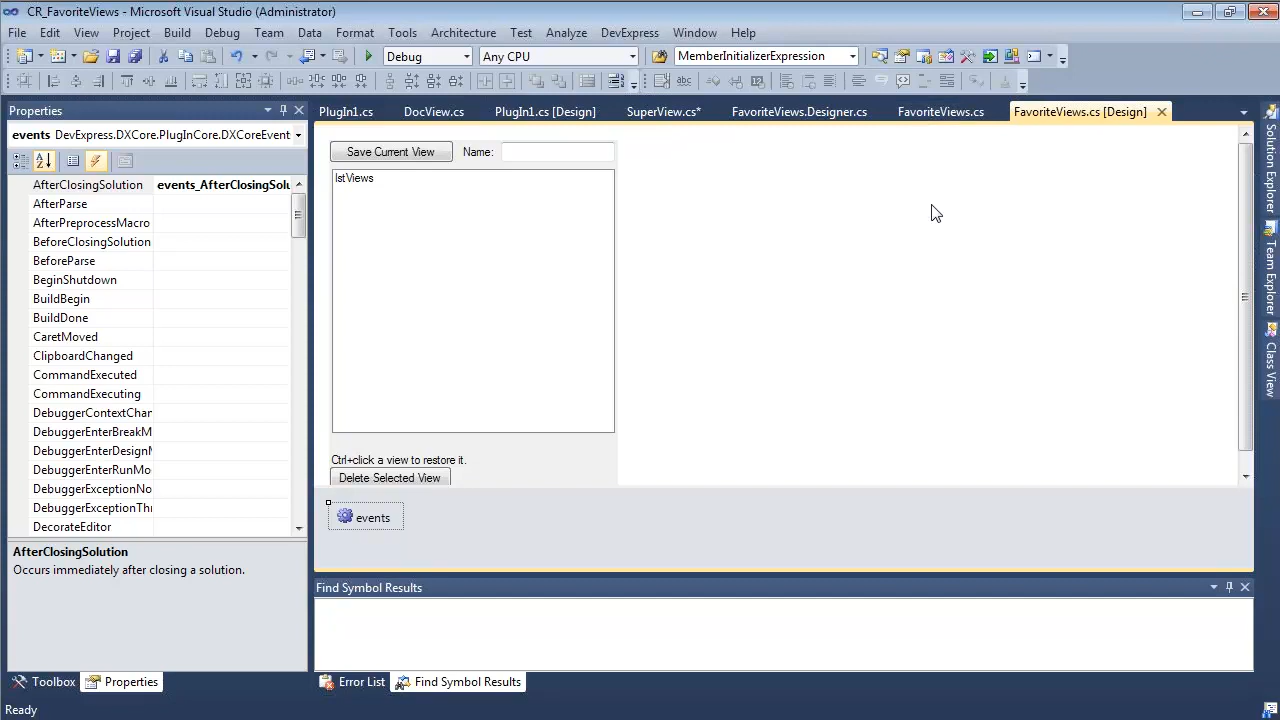 CR_FavoriteViews - Microsoft Visual Studio (Administrator)
File Edit View Project Build Debug Team Data Format Tools Architecture Test Analyze DevExpress Window Help
Debug Any CPU MemberInitializerExpression
Properties
events DevExpress.DXCore.PlugInCore.DXCoreEvent
AfterClosingSolution events_AfterClosingSolu
AfterParse
AfterPreprocessMacro
BeforeClosingSolution
BeforeParse
BeginShutdown
BuildBegin
BuildDone
CaretMoved
ClipboardChanged
CommandExecuted
CommandExecuting
DebuggerContextChar
DebuggerEnterBreakM
DebuggerEnterDesignM
DebuggerEnterRunMo
DebuggerExceptionNo
DebuggerExceptionThr
DecorateEditor
AfterClosingSolution
Occurs immediately after closing a solution.
Toolbox Properties
PlugIn1.cs DocView.cs PlugIn1.cs [Design] SuperView.cs* FavoriteViews.Designer.cs FavoriteViews.cs FavoriteViews.cs [Design]
Save Current View Name:
lstViews
Ctrl+click a view to restore it.
Delete Selected View
events
Find Symbol Results
Error List Find Symbol Results
Solution Explorer
Team Explorer
Class View
Ready